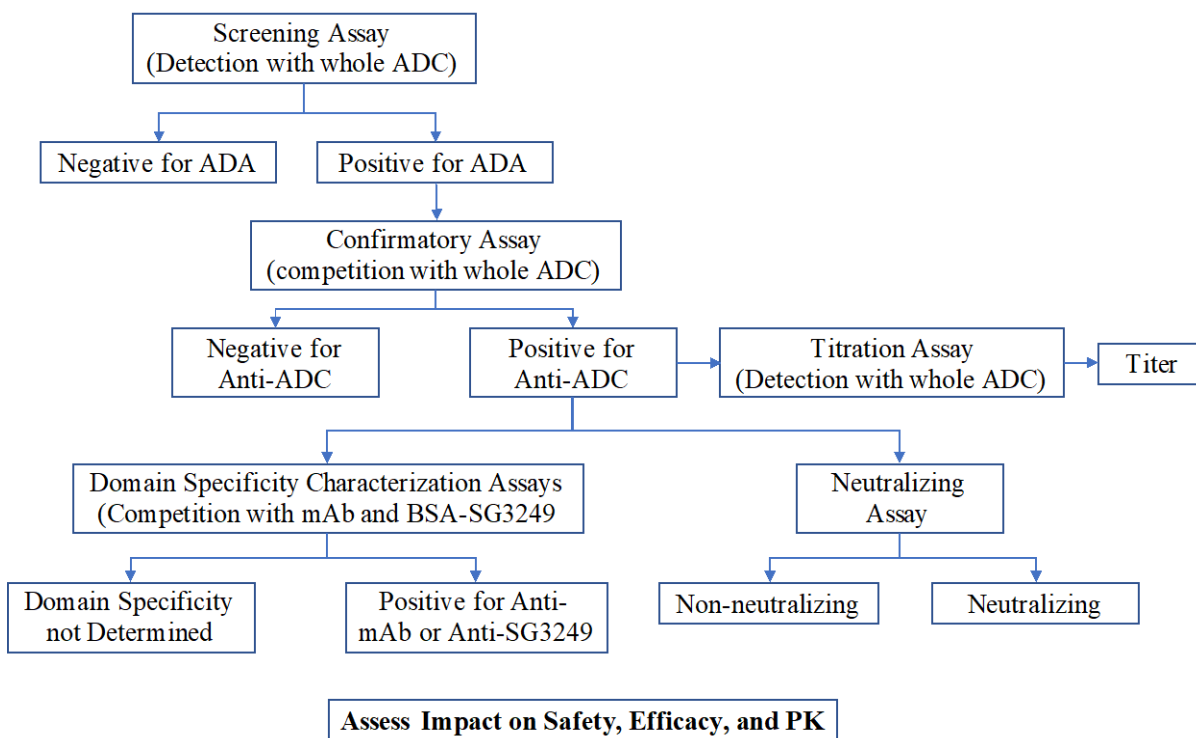 Screening Assay
(Detection with whole ADC)
Negative for ADA
Positive for ADA
Confirmatory Assay
(competition with whole ADC)
Negative for
Anti-ADC
Positive for
Anti-ADC
Titration Assay
(Detection with whole ADC)
Titer
Domain Specificity Characterization Assays
(Competition with mAb and BSA-SG3249
Neutralizing
Assay
Domain Specificity
not Determined
Positive for Anti-
mAb or Anti-SG3249
Non-neutralizing
Neutralizing
Assess Impact on Safety, Efficacy, and PK